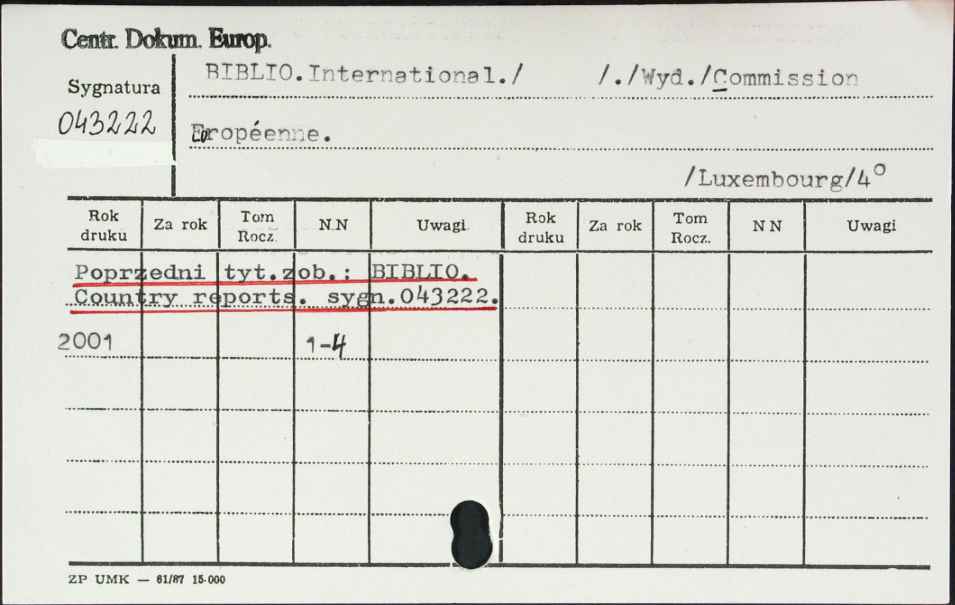 Centr. Dokum. Europ.
BIBLIO.International./ /./Wyd./Commission
Sygnatura
043222
Européenne.
/Luxembourg/4°
Rok druku Za rok Tom Rocz. N.N Uwagi Rok druku Za rok Tom Rocz. N N Uwagi
Poprzedni tyt.zob.: BIBLIO.
Country reports. sygn.043222.
2001 1-4
ZP UMK — 61/87 15-000